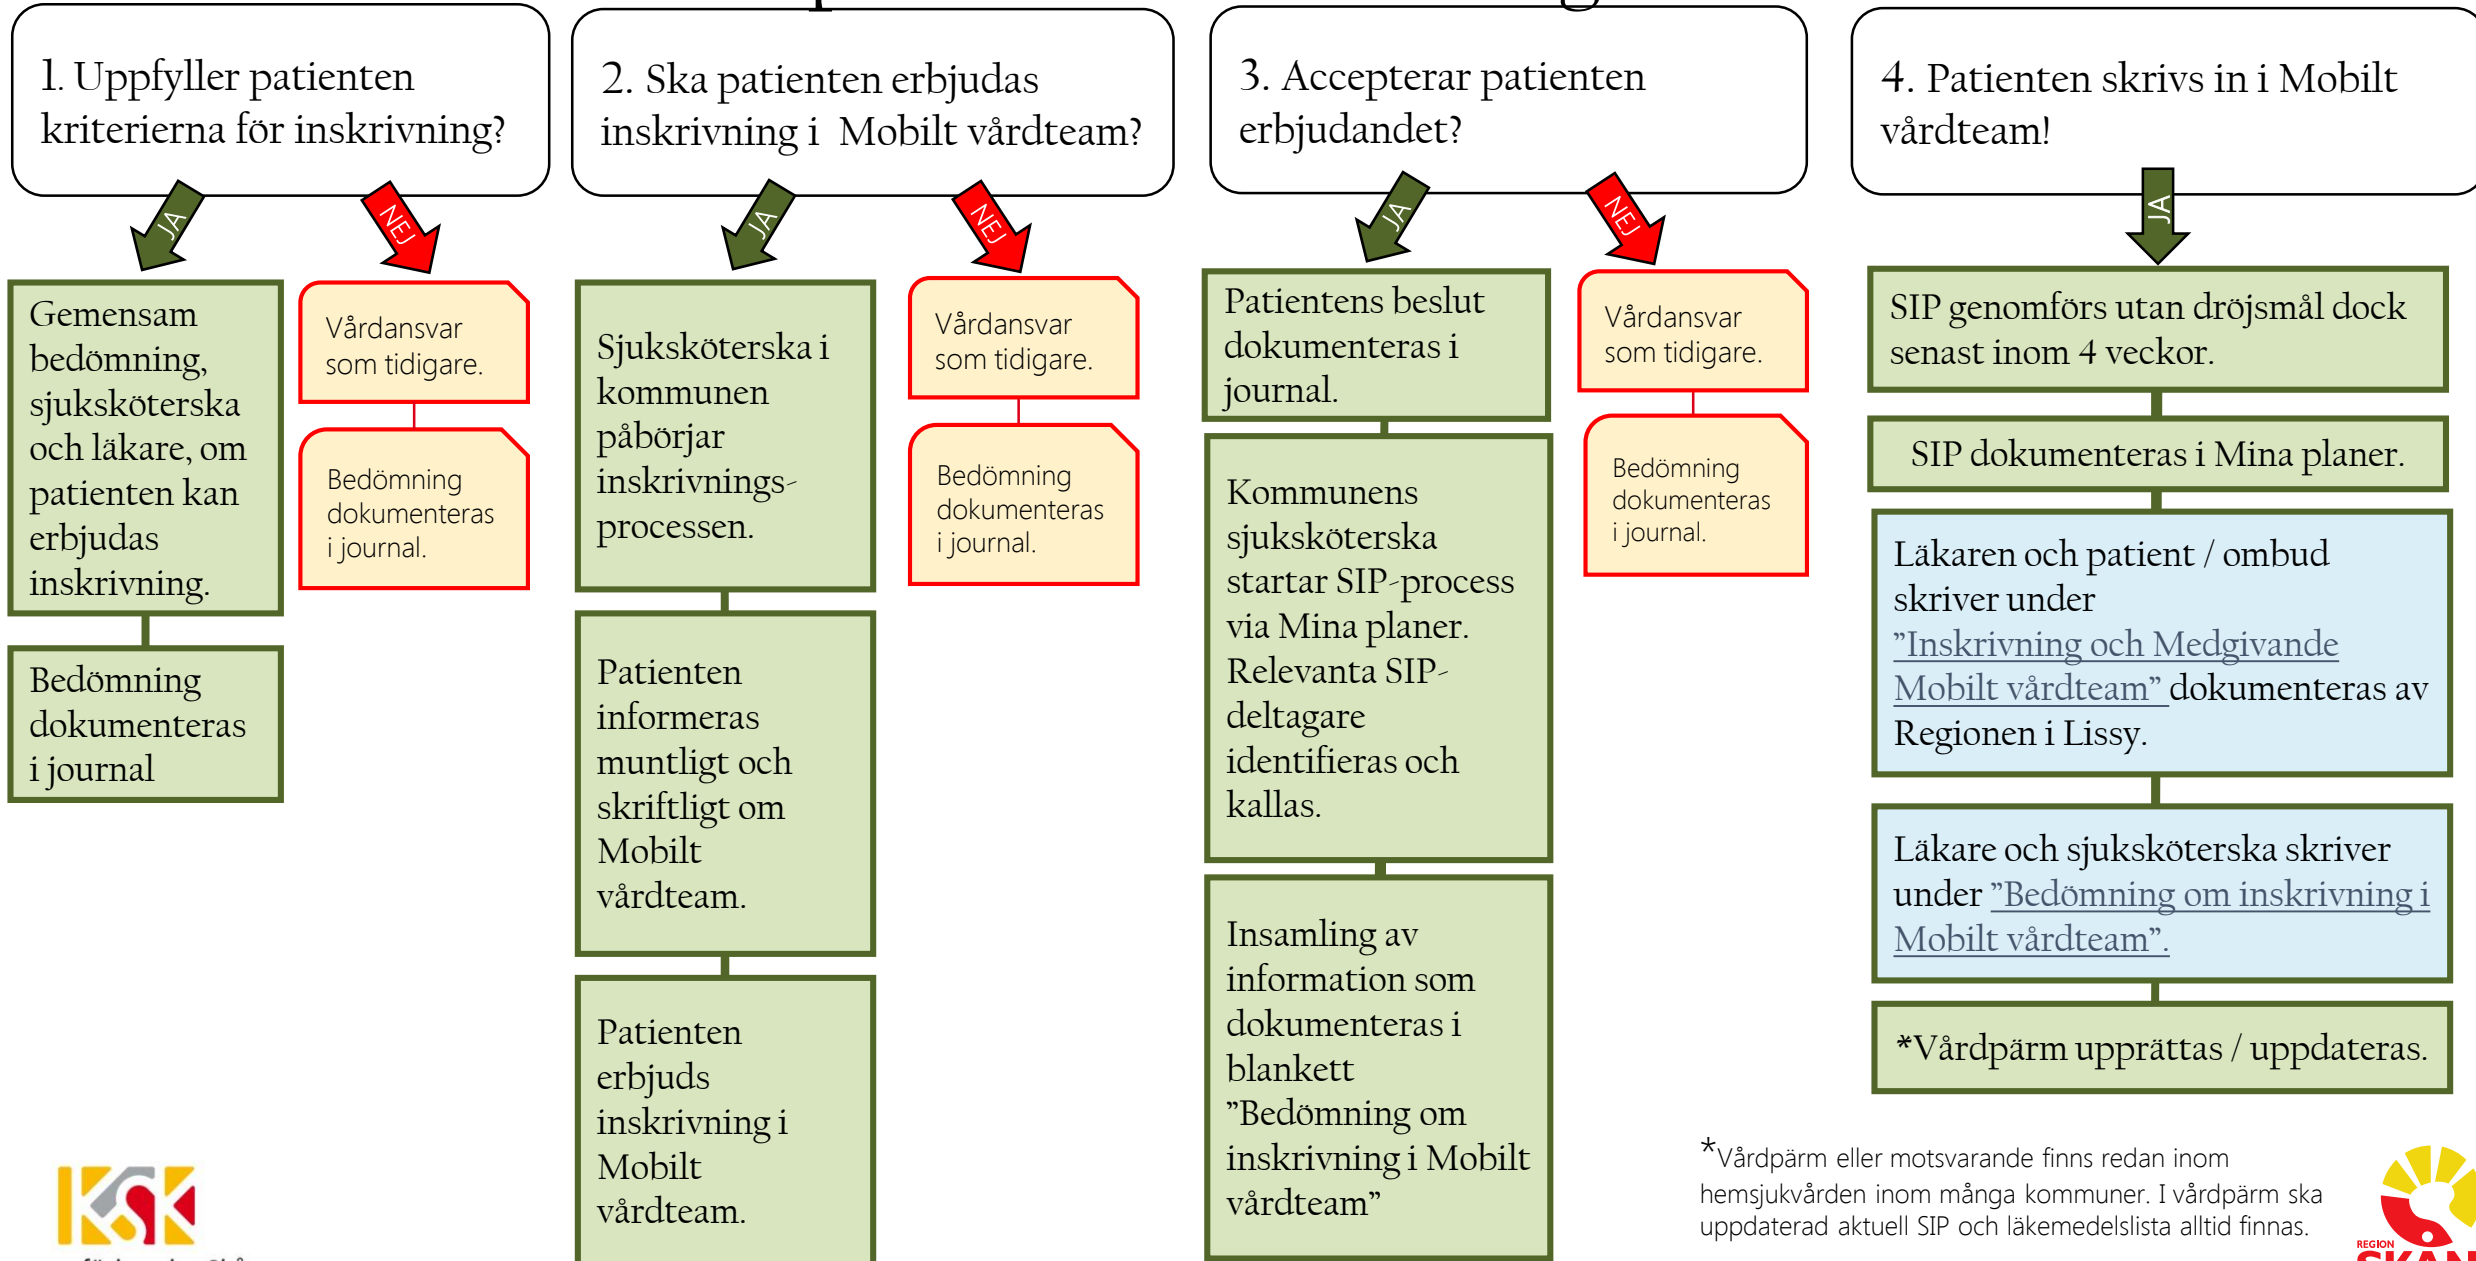 1. Uppfyller patienten
kriterierna för inskrivning?
JA
NEJ
Gemensam
bedömning,
sjuksköterska
och läkare, om
patienten kan
erbjudas
inskrivning.
Bedömning
dokumenteras
i journal
Vårdansvar
som tidigare.
Bedömning
dokumenteras
i journal.
2. Ska patienten erbjudas
inskrivning i Mobilt vårdteam?
JA
NEJ
Sjuksköterska i
kommunen
påbörjar
inskrivnings-
processen.
Patienten
informeras
muntligt och
skriftligt om
Mobilt
vårdteam.
Patienten
erbjuds
inskrivning i
Mobilt
vårdteam.
Vårdansvar
som tidigare.
Bedömning
dokumenteras
i journal.
3. Accepterar patienten
erbjudandet?
JA
NEJ
Patientens beslut
dokumenteras i
journal.
Kommunens
sjuksköterska
startar SIP-process
via Mina planer.
Relevanta SIP-
deltagare
identifieras och
kallas.
Insamling av
information som
dokumenteras i
blankett
”Bedömning om
inskrivning i Mobilt
vårdteam”
Vårdansvar
som tidigare.
Bedömning
dokumenteras
i journal.
4. Patienten skrivs in i Mobilt
vårdteam!
JA
SIP genomförs utan dröjsmål dock
senast inom 4 veckor.
SIP dokumenteras i Mina planer.
Läkaren och patient / ombud
skriver under
”Inskrivning och Medgivande
Mobilt vårdteam” dokumenteras av
Regionen i Lissy.
Läkare och sjuksköterska skriver
under ”Bedömning om inskrivning i
Mobilt vårdteam”.
*Vårdpärm upprättas / uppdateras.
*Vårdpärm eller motsvarande finns redan inom
hemsjukvården inom många kommuner. I vårdpärm ska
uppdaterad aktuell SIP och läkemedelslista alltid finnas.
KSK
REGION